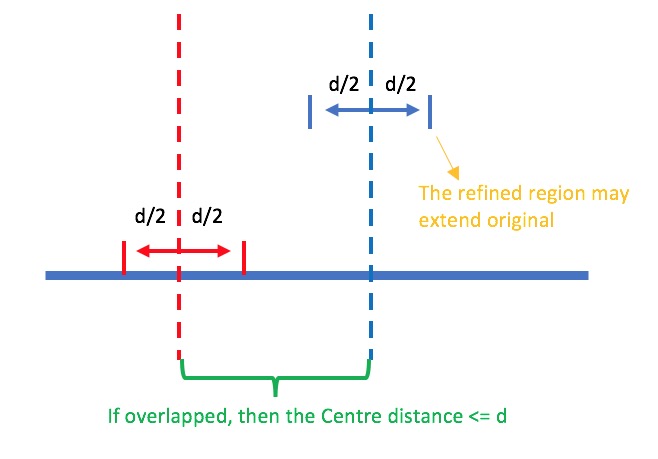 d/2 d/2
The refined region may
extend original
d/2 d/2
If overlapped, then the Centre distance <= d